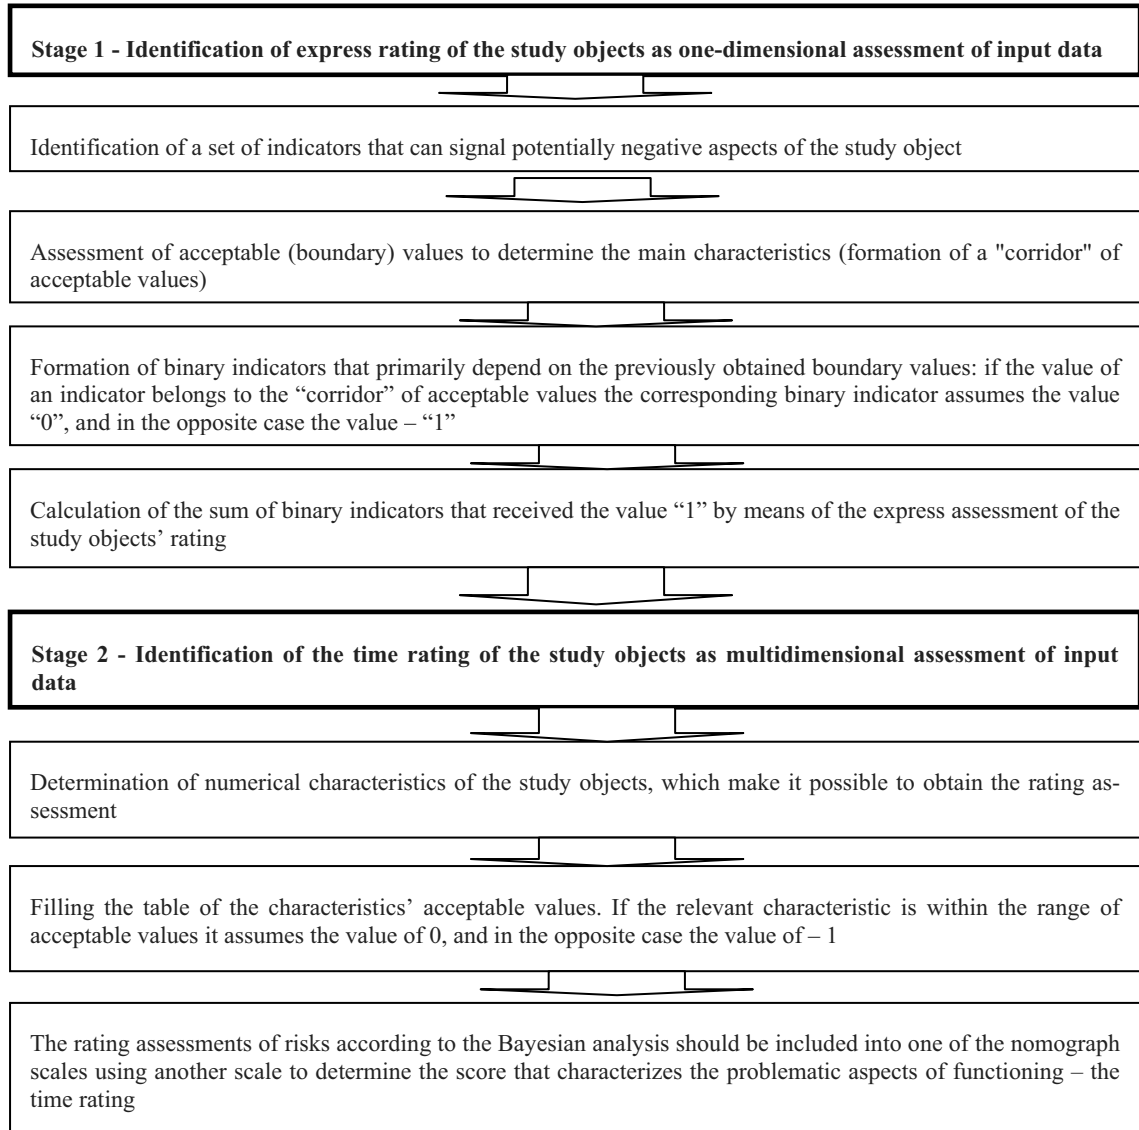 Stage 1 - Identification of express rating of the study objects as one-dimensional assessment of input data
Identification of a set of indicators that can signal potentially negative aspects of the study object
Assessment of acceptable (boundary) values to determine the main characteristics (formation of a "corridor" of
acceptable values)
Formation of binary indicators that primarily depend on the previously obtained boundary values: if the value of
an indicator belongs to the “corridor” of acceptable values the corresponding binary indicator assumes the value
“0”, and in the opposite case the value – “1”
Calculation of the sum of binary indicators that received the value “1” by means of the express assessment of the
study objects’ rating
Stage 2 - Identification of the time rating of the study objects as multidimensional assessment of input
data
Determination of numerical characteristics of the study objects, which make it possible to obtain the rating as-
sessment
Filling the table of the characteristics’ acceptable values. If the relevant characteristic is within the range of
acceptable values it assumes the value of 0, and in the opposite case the value of – 1
The rating assessments of risks according to the Bayesian analysis should be included into one of the nomograph
scales using another scale to determine the score that characterizes the problematic aspects of functioning – the
time rating